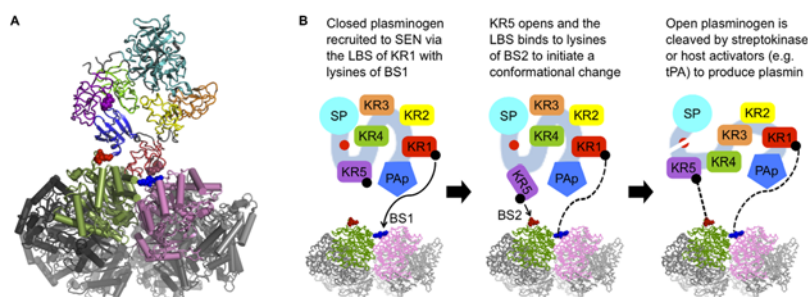 A
B
Closed plasminogen
recruited to SEN via
the LBS of KR1 with
lysines of BS1
KR5 opens and the
LBS binds to lysines
of BS2 to initiate a
conformational change
Open plasminogen is
cleaved by streptokinase
or host activators (e.g.
tPA) to produce plasmin
SP
KR3
KR2
KR4
KR1
KR5
PAp
BS1
SP
KR3
KR2
KR4
KR1
KR5
PAp
BS2
SP
KR2
KR3
KR1
KR4
KR5
PAp